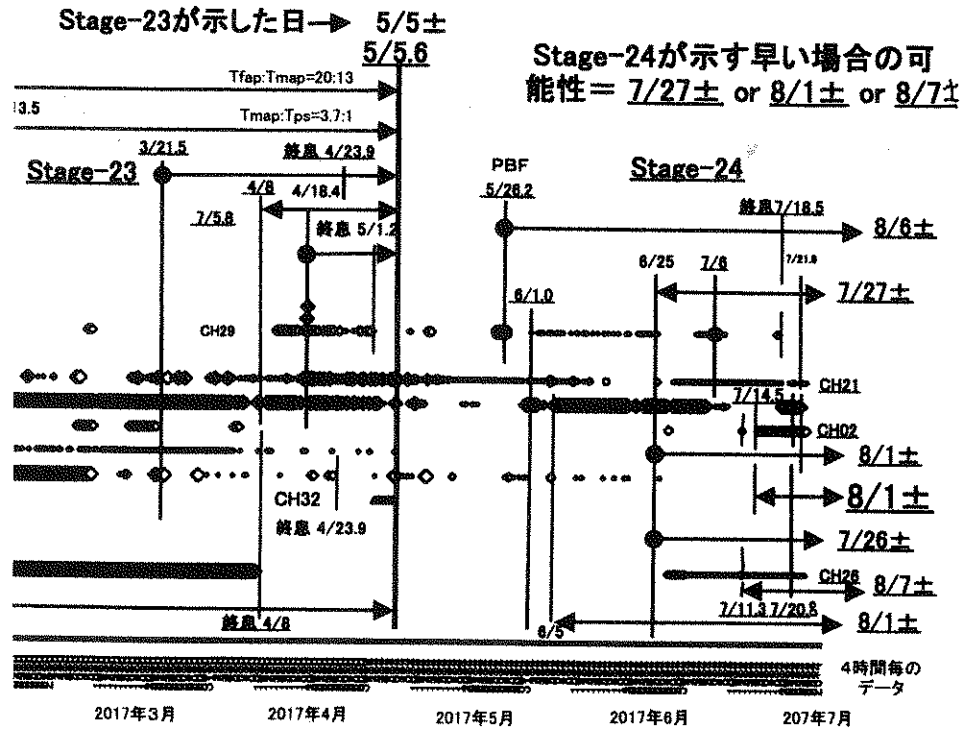 Stage-23が示した日→ 5/5±
5/5.6
Stage-24が示す早い場合の可
能性＝ 7/27± or 8/1± or 8/7±
Tfap:Tmap=20:13
13.5
Tmap:Tps=3.7:1
3/21.5
終息 4/23.9
Stage-23
PBF
Stage-24
4/8
4/18.4
5/26.2
終息7/18.5
7/5.8
終息 5/1.2
8/6±
6/25
7/6
7/21.9
7/27±
6/1.0
CH29
CH21
7/14.5
CH02
8/1±
CH32
8/1±
終息 4/23.9
7/26±
CH26
8/7±
終息 4/8
7/11.3
7/20.8
6/5
8/1±
4時間毎の
データ
2017年3月
2017年4月
2017年5月
2017年6月
207年7月